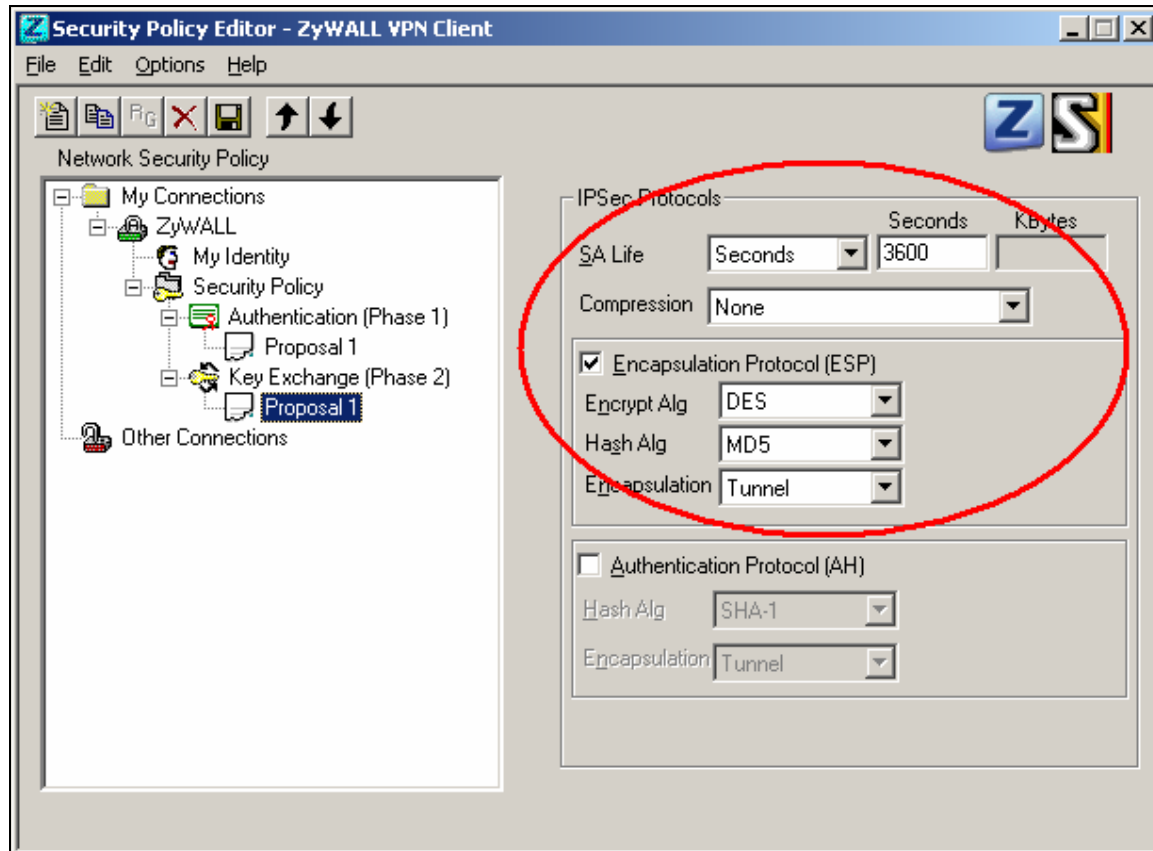 Security Policy Editor - ZyWALL VPN Client
File Edit Options Help
Network Security Policy
My Connections
ZyWALL
My Identity
Security Policy
Authentication (Phase 1)
Proposal 1
Key Exchange (Phase 2)
Proposal 1
Other Connections
IPSec Protocols
Seconds KBytes
SA Life Seconds 3600
Compression None
Encapsulation Protocol (ESP)
Encrypt Alg DES
Hash Alg MD5
Encapsulation Tunnel
Authentication Protocol (AH)
Hash Alg SHA-1
Encapsulation Tunnel